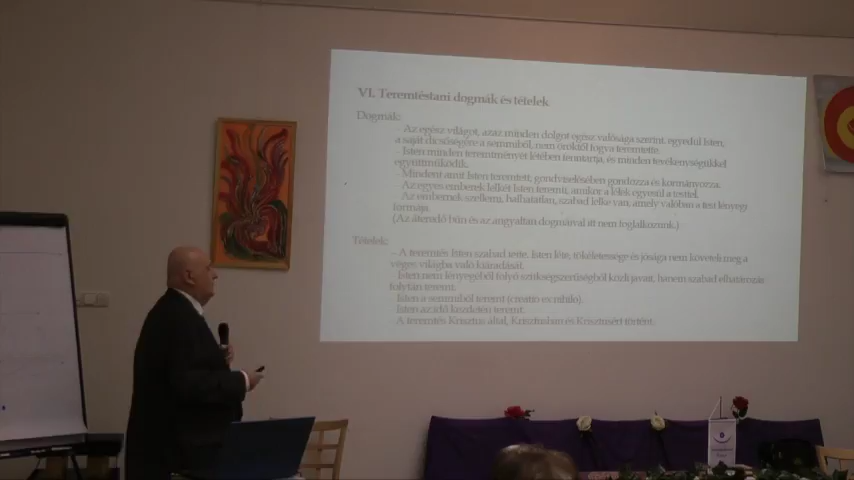 VI. Teremtéstani dogmák és tételek
Dogmák:
– Az egész világot, azaz minden dolgot egész valósága szerint, egyedül Isten,
a saját dicsőségére a semmiből, nem öröktől fogva teremtette.
– Isten minden teremtményét létében fenntartja, és minden tevékenységükkel
együttműködik.
– Mindent amit Isten teremtett, gondviselésében gondozza és kormányozza.
– Az egyes emberek lelkét Isten teremti, amikor a lélek egyesül a testtel.
– Az embernek szellemi, halhatatlan, szabad lelke van, amely valóban a test lényegi
formája.
(Az áteredő bűn és az angyaltan dogmáival itt nem foglalkozunk.)
Tételek:
– A teremtés Isten szabad tette. Isten léte, tökéletessége és jósága nem követeli meg a
véges világba való kiáradását.
Isten nem lényegéből folyó szükségszerűségből közli javait, hanem szabad elhatározás
folytán teremt.
Isten a semmiből teremt (creatio ex nihilo).
Isten az idő kezdetén teremt.
A teremtés Krisztus által, Krisztusban és Krisztusért történt.